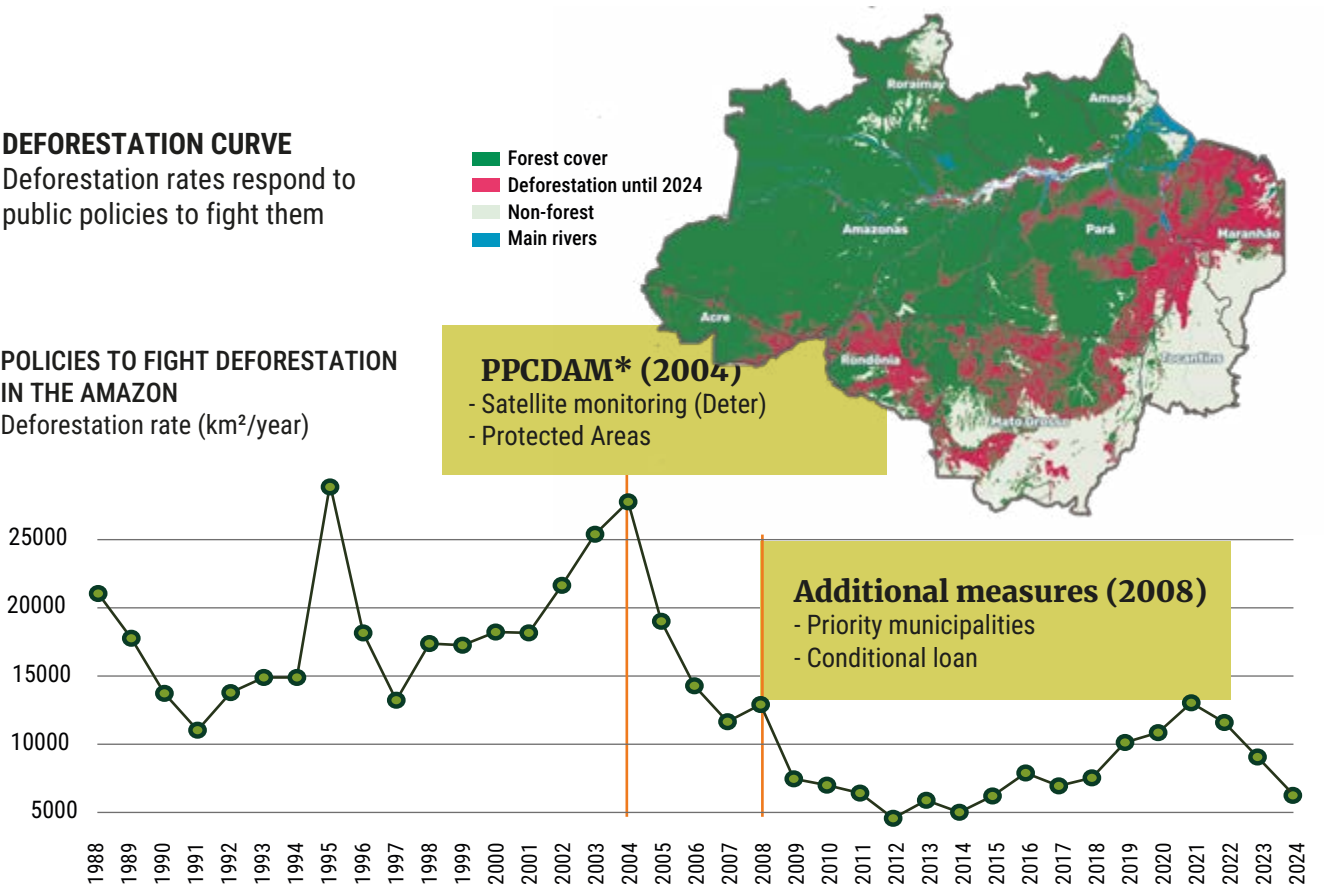 DEFORESTATION CURVE
Deforestation rates respond to
public policies to fight them
Forest cover
Deforestation until 2024
Non-forest
Main rivers
Roraima
Amapá
Amazonas
Pará
Maranhão
Acre
Rondônia
Tocantins
Mato Grosso
POLICIES TO FIGHT DEFORESTATION
IN THE AMAZON
Deforestation rate (km²/year)
PPCDAM* (2004)
- Satellite monitoring (Deter)
- Protected Areas
Additional measures (2008)
- Priority municipalities
- Conditional loan
25000
20000
15000
10000
5000
1988 1989 1990 1991 1992 1993 1994 1995 1996 1997 1998 1999 2000 2001 2002 2003 2004 2005 2006 2007 2008 2009 2010 2011 2012 2013 2014 2015 2016 2017 2018 2019 2020 2021 2022 2023 2024